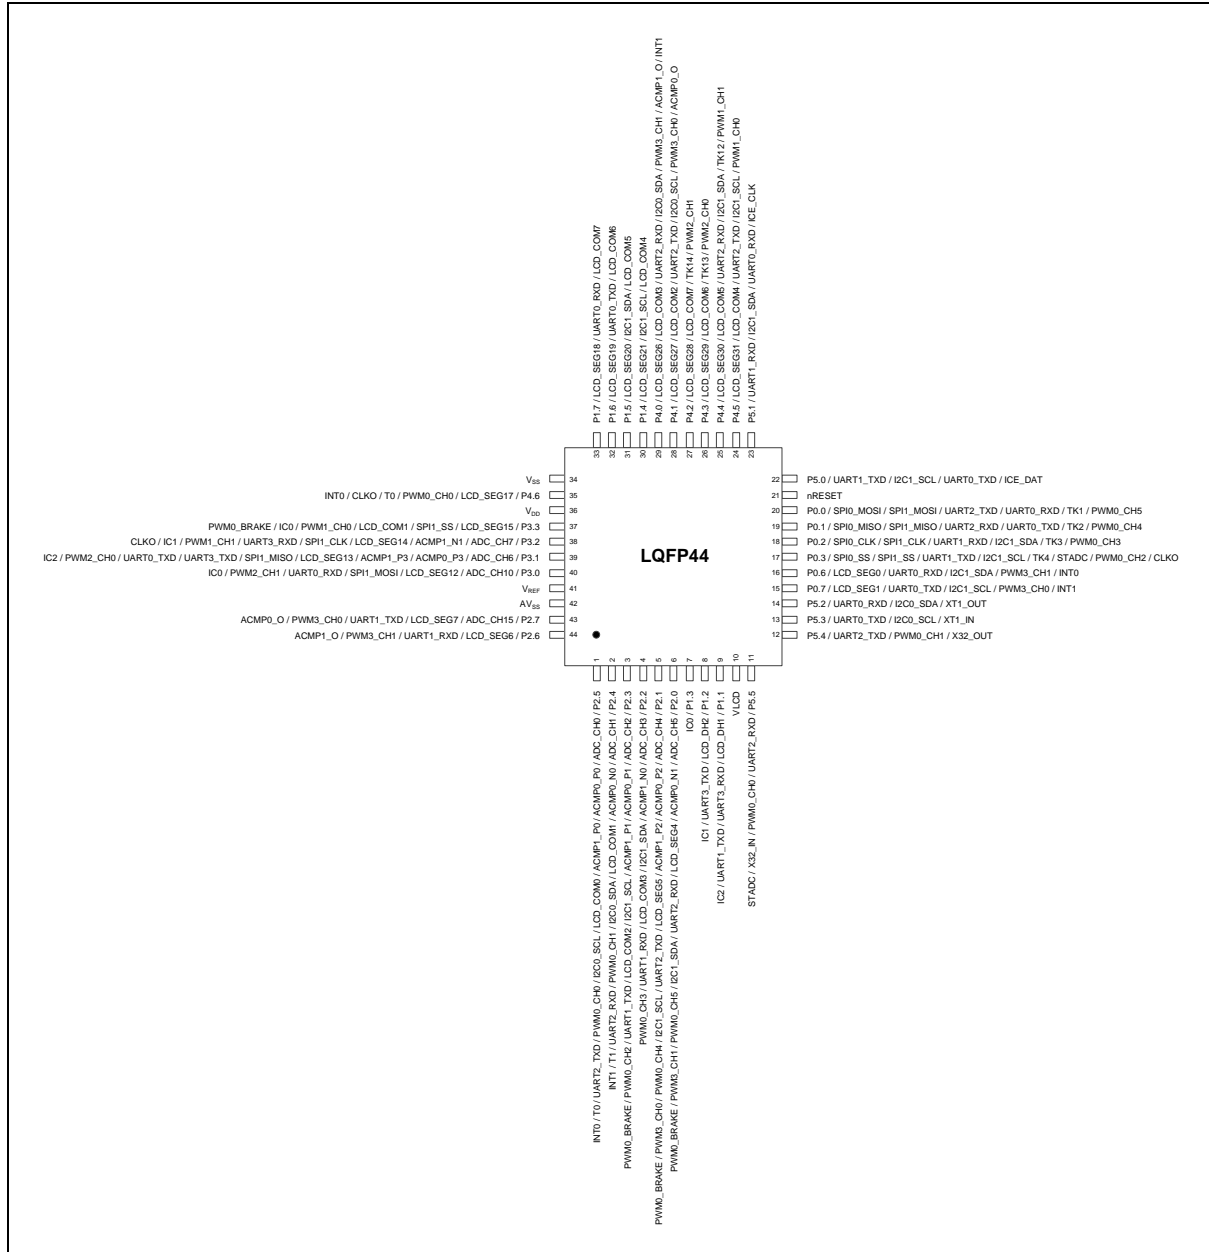 P1.7 / LCD_SEG18 / UART0_RXD / LCD_COM7
P1.6 / LCD_SEG19 / UART0_TXD / LCD_COM6
P1.5 / LCD_SEG20 / I2C1_SDA / LCD_COM5
P1.4 / LCD_SEG21 / I2C1_SCL / LCD_COM4
P4.0 / LCD_SEG26 / LCD_COM3 / UART2_RXD / I2C0_SDA / PWM3_CH1 / ACMP1_O / INT1
P4.1 / LCD_SEG27 / LCD_COM2 / UART2_TXD / I2C0_SCL / PWM3_CH0 / ACMP0_O
P4.2 / LCD_SEG28 / LCD_COM7 / TK14 / PWM2_CH1
P4.3 / LCD_SEG29 / LCD_COM6 / TK13 / PWM2_CH0
P4.4 / LCD_SEG30 / LCD_COM5 / UART2_RXD / I2C1_SDA / TK12 / PWM1_CH1
P4.5 / LCD_SEG31 / LCD_COM4 / UART2_TXD / I2C1_SCL / PWM1_CH0
P5.1 / UART1_RXD / I2C1_SDA / UART0_RXD / ICE_CLK
33 32 31 30 29 28 27 26 25 24 23
VSS 34
INT0 / CLKO / T0 / PWM0_CH0 / LCD_SEG17 / P4.6 35
VDD 36
PWM0_BRAKE / IC0 / PWM1_CH0 / LCD_COM1 / SPI1_SS / LCD_SEG15 / P3.3 37
CLKO / IC1 / PWM1_CH1 / UART3_RXD / SPI1_CLK / LCD_SEG14 / ACMP1_N1 / ADC_CH7 / P3.2 38
IC2 / PWM2_CH0 / UART0_TXD / UART3_TXD / SPI1_MISO / LCD_SEG13 / ACMP1_P3 / ACMP0_P3 / ADC_CH6 / P3.1 39
IC0 / PWM2_CH1 / UART0_RXD / SPI1_MOSI / LCD_SEG12 / ADC_CH10 / P3.0 40
VREF 41
AVSS 42
ACMP0_O / PWM3_CH0 / UART1_TXD / LCD_SEG7 / ADC_CH15 / P2.7 43
ACMP1_O / PWM3_CH1 / UART1_RXD / LCD_SEG6 / P2.6 44
LQFP44
22 P5.0 / UART1_TXD / I2C1_SCL / UART0_TXD / ICE_DAT
21 nRESET
20 P0.0 / SPI0_MOSI / SPI1_MOSI / UART2_TXD / UART0_RXD / TK1 / PWM0_CH5
19 P0.1 / SPI0_MISO / SPI1_MISO / UART2_RXD / UART0_TXD / TK2 / PWM0_CH4
18 P0.2 / SPI0_CLK / SPI1_CLK / UART1_RXD / I2C1_SDA / TK3 / PWM0_CH3
17 P0.3 / SPI0_SS / SPI1_SS / UART1_TXD / I2C1_SCL / TK4 / STADC / PWM0_CH2 / CLKO
16 P0.6 / LCD_SEG0 / UART0_RXD / I2C1_SDA / PWM3_CH1 / INT0
15 P0.7 / LCD_SEG1 / UART0_TXD / I2C1_SCL / PWM3_CH0 / INT1
14 P5.2 / UART0_RXD / I2C0_SDA / XT1_OUT
13 P5.3 / UART0_TXD / I2C0_SCL / XT1_IN
12 P5.4 / UART2_TXD / PWM0_CH1 / X32_OUT
1 2 3 4 5 6 7 8 9 10 11
INT0 / T0 / UART2_TXD / PWM0_CH0 / I2C0_SCL / LCD_COM0 / ACMP1_P0 / ACMP0_P0 / ADC_CH0 / P2.5
INT1 / T1 / UART2_RXD / PWM0_CH1 / I2C0_SDA / LCD_COM1 / ACMP0_N0 / ADC_CH1 / P2.4
PWM0_BRAKE / PWM0_CH2 / UART1_TXD / LCD_COM2 / I2C1_SCL / ACMP1_P1 / ACMP0_P1 / ADC_CH2 / P2.3
PWM0_CH3 / UART1_RXD / LCD_COM3 / I2C1_SDA / ACMP1_N0 / ADC_CH3 / P2.2
PWM0_BRAKE / PWM3_CH0 / PWM0_CH4 / I2C1_SCL / UART2_TXD / LCD_SEG5 / ACMP1_P2 / ACMP0_P2 / ADC_CH4 / P2.1
PWM0_BRAKE / PWM3_CH1 / PWM0_CH5 / I2C1_SDA / UART2_RXD / LCD_SEG4 / ACMP0_N1 / ADC_CH5 / P2.0
IC0 / P1.3
IC1 / UART3_TXD / LCD_DH2 / P1.2
IC2 / UART1_TXD / UART3_RXD / LCD_DH1 / P1.1
VLCD
STADC / X32_IN / PWM0_CH0 / UART2_RXD / P5.5